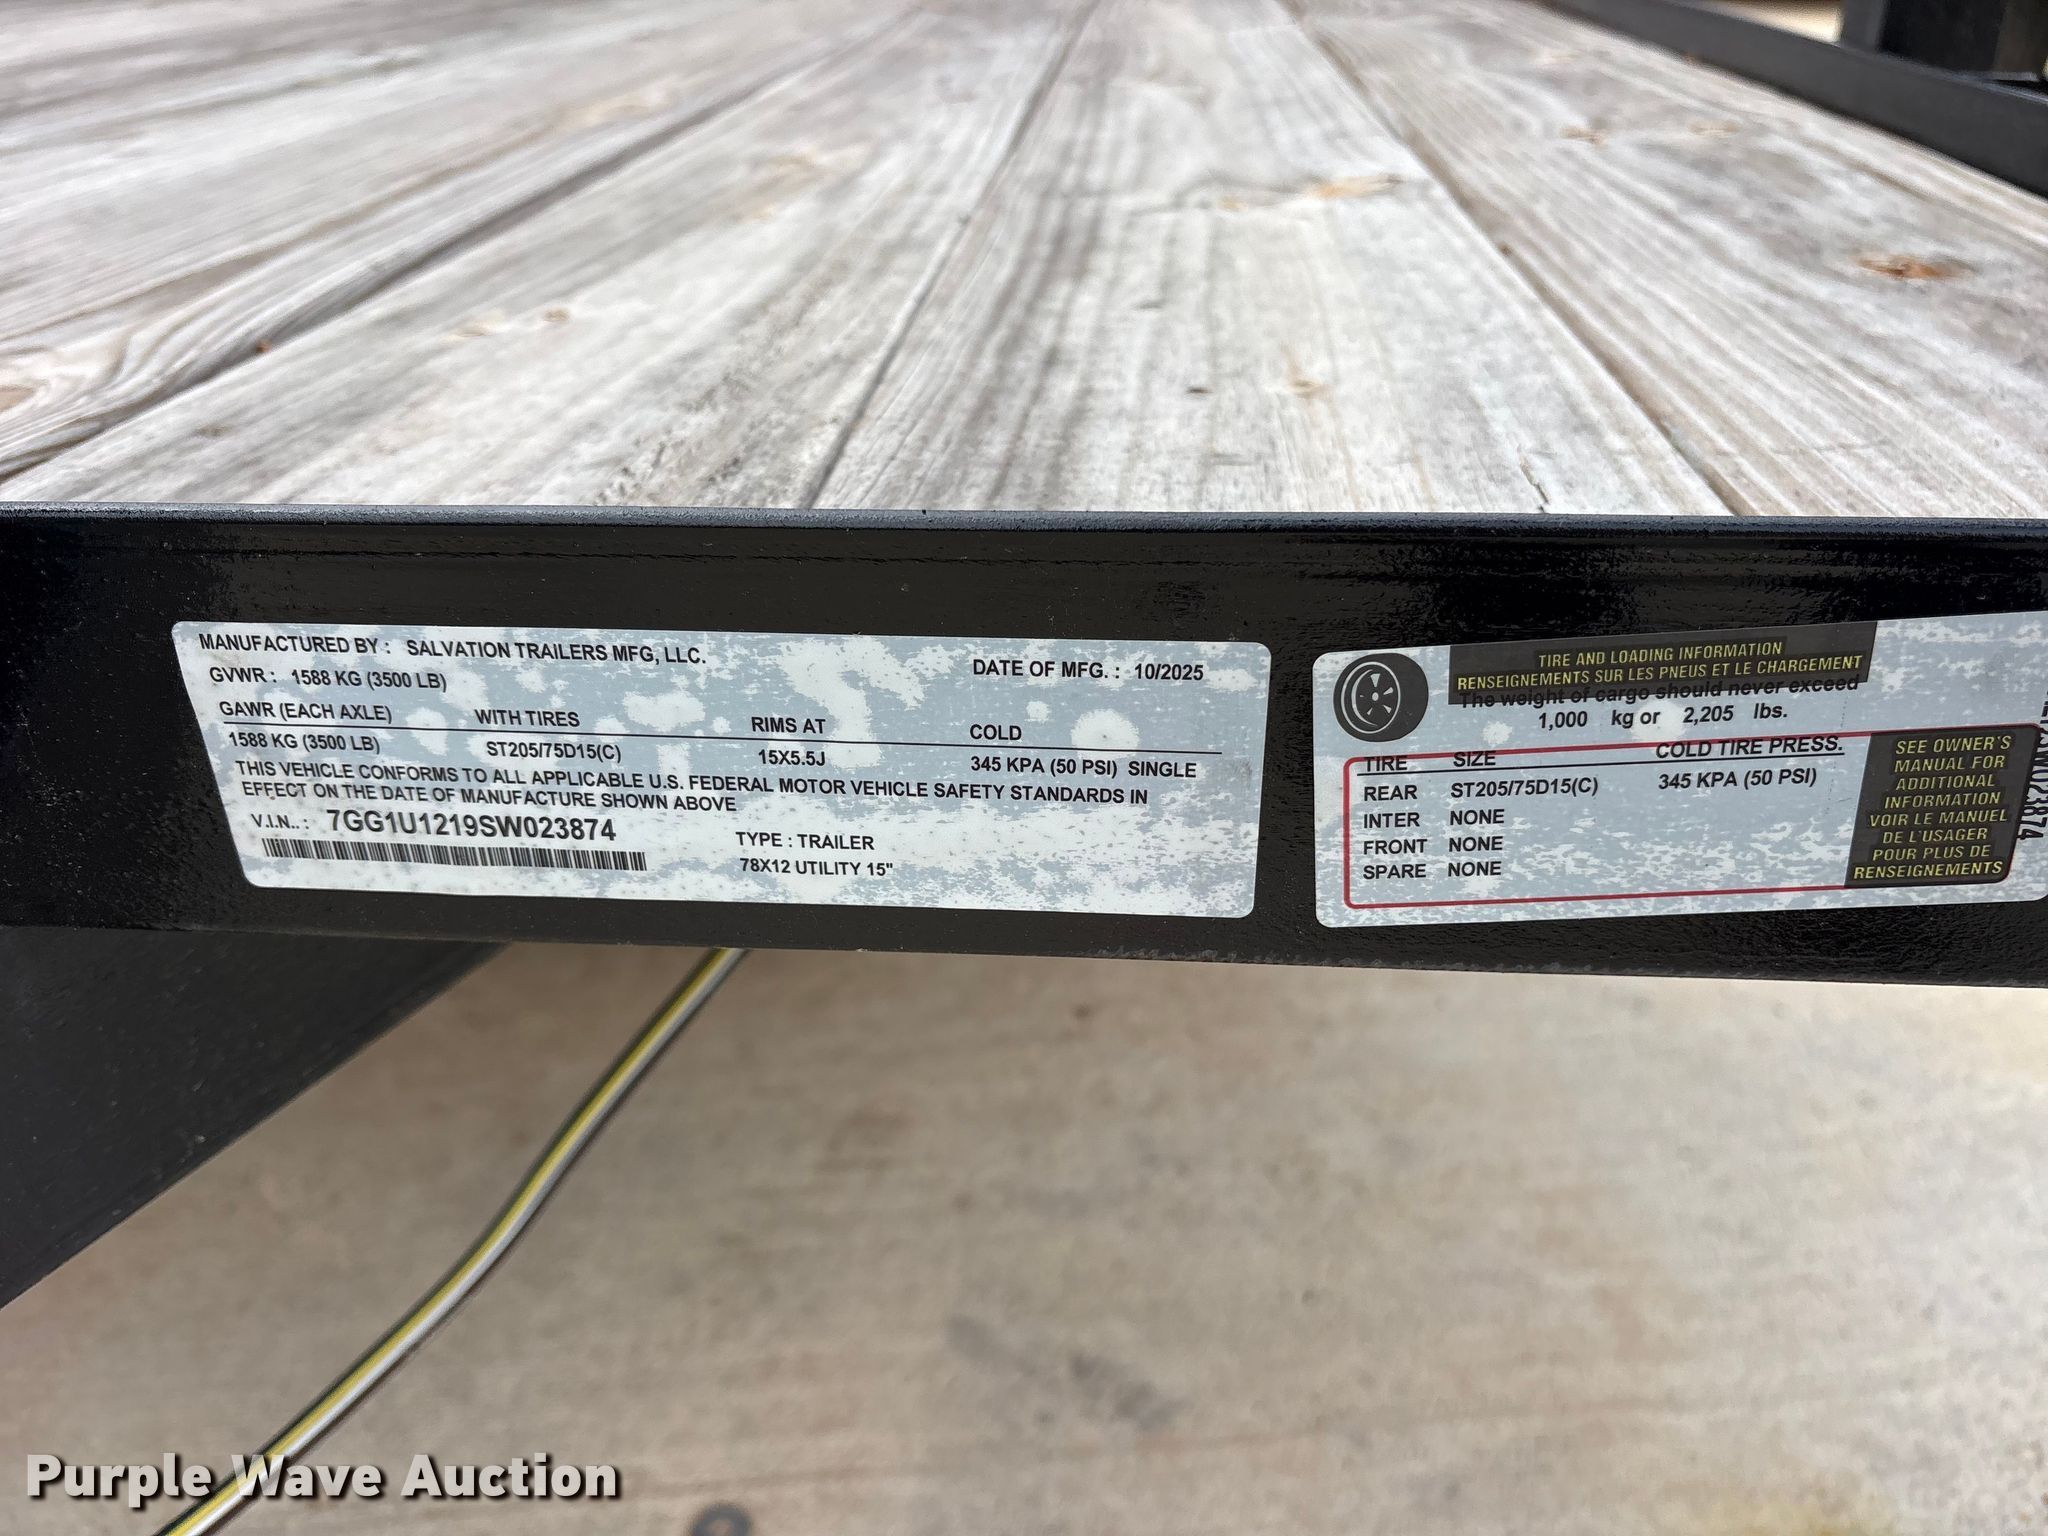 MANUFACTURED BY : SALVATION TRAILERS MFG, LLC.
GVWR : 1588 KG (3500 LB)
DATE OF MFG. : 10/2025
GAWR (EACH AXLE) WITH TIRES RIMS AT COLD
1588 KG (3500 LB) ST205/75D15(C) 15X5.5J 345 KPA (50 PSI) SINGLE
THIS VEHICLE CONFORMS TO ALL APPLICABLE U.S. FEDERAL MOTOR VEHICLE SAFETY STANDARDS IN
EFFECT ON THE DATE OF MANUFACTURE SHOWN ABOVE
V.I.N.. : 7GG1U1219SW023874
TYPE : TRAILER
78X12 UTILITY 15"
TIRE AND LOADING INFORMATION
RENSEIGNEMENTS SUR LES PNEUS ET LE CHARGEMENT
The weight of cargo should never exceed
1,000 kg or 2,205 lbs.
TIRE SIZE COLD TIRE PRESS.
REAR ST205/75D15(C) 345 KPA (50 PSI)
INTER NONE
FRONT NONE
SPARE NONE
SEE OWNER'S
MANUAL FOR
ADDITIONAL
INFORMATION
VOIR LE MANUEL
DE L'USAGER
POUR PLUS DE
RENSEIGNEMENTS
Purple Wave Auction